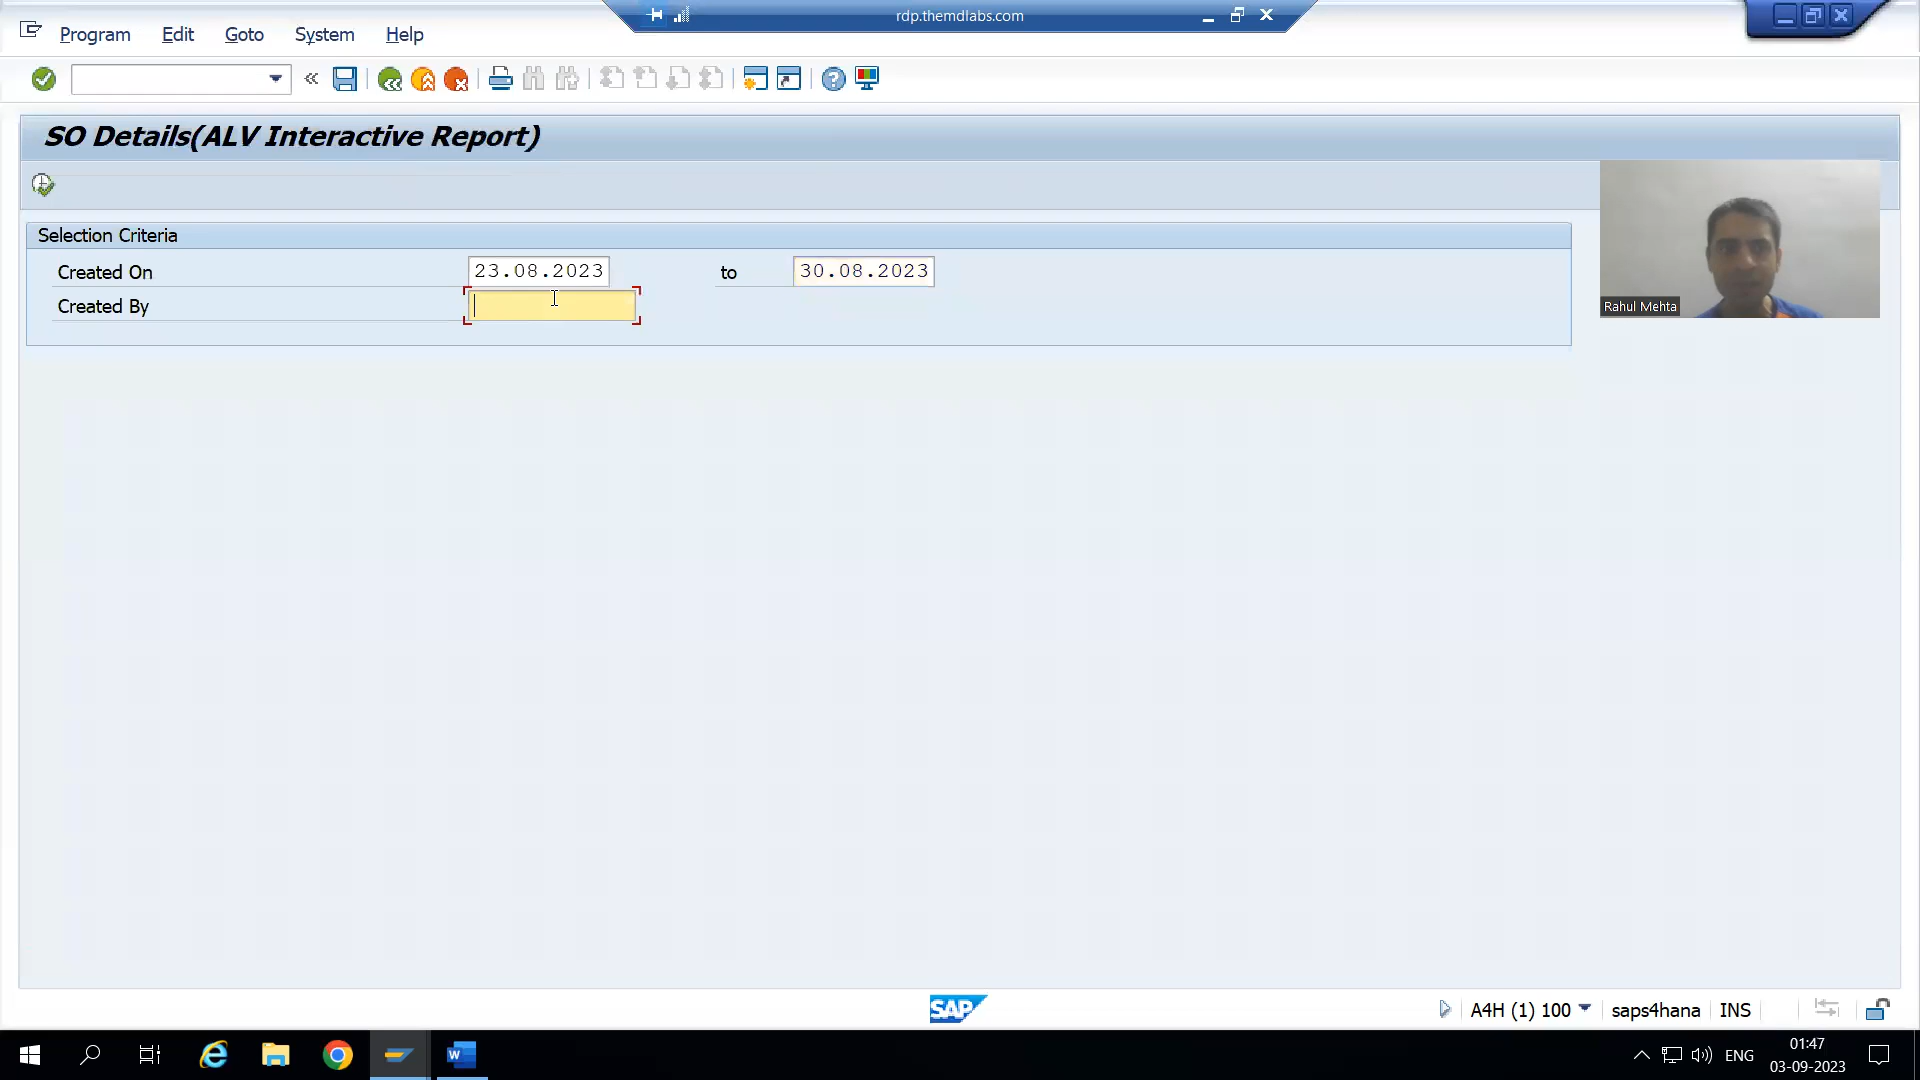 rdp.themdlabs.com
Program Edit Goto System Help
SO Details(ALV Interactive Report)
Selection Criteria
Created On 23.08.2023 to 30.08.2023
Created By
Rahul Mehta
SAP
A4H (1) 100 saps4hana INS
ENG
01:47
03-09-2023